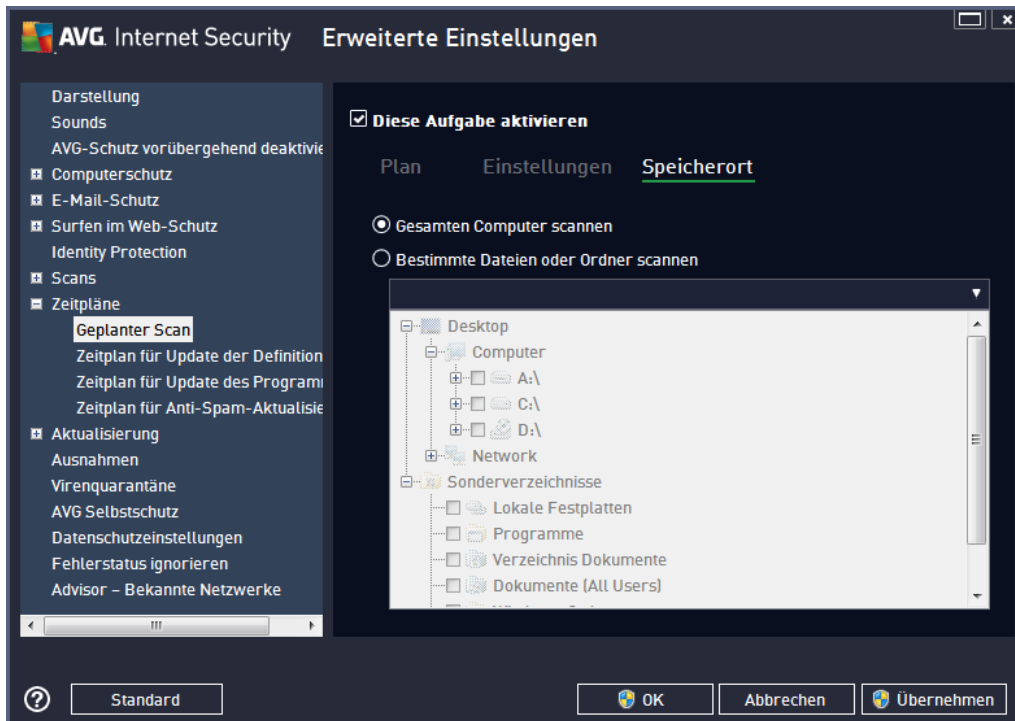 AVG. Internet Security Erweiterte Einstellungen
Darstellung
Sounds
AVG-Schutz vorübergehend deaktivie
Computerschutz
E-Mail-Schutz
Surfen im Web-Schutz
Identity Protection
Scans
Zeitpläne
Geplanter Scan
Zeitplan für Update der Definition
Zeitplan für Update des Program
Zeitplan für Anti-Spam-Aktualisie
Aktualisierung
Ausnahmen
Virenquarantäne
AVG Selbstschutz
Datenschutzeinstellungen
Fehlerstatus ignorieren
Advisor – Bekannte Netzwerke
Diese Aufgabe aktivieren
Plan Einstellungen Speicherort
Gesamten Computer scannen
Bestimmte Dateien oder Ordner scannen
Desktop
Computer
A:\
C:\
D:\
Network
Sonderverzeichnisse
Lokale Festplatten
Programme
Verzeichnis Dokumente
Dokumente (All Users)
Standard OK Abbrechen Übernehmen